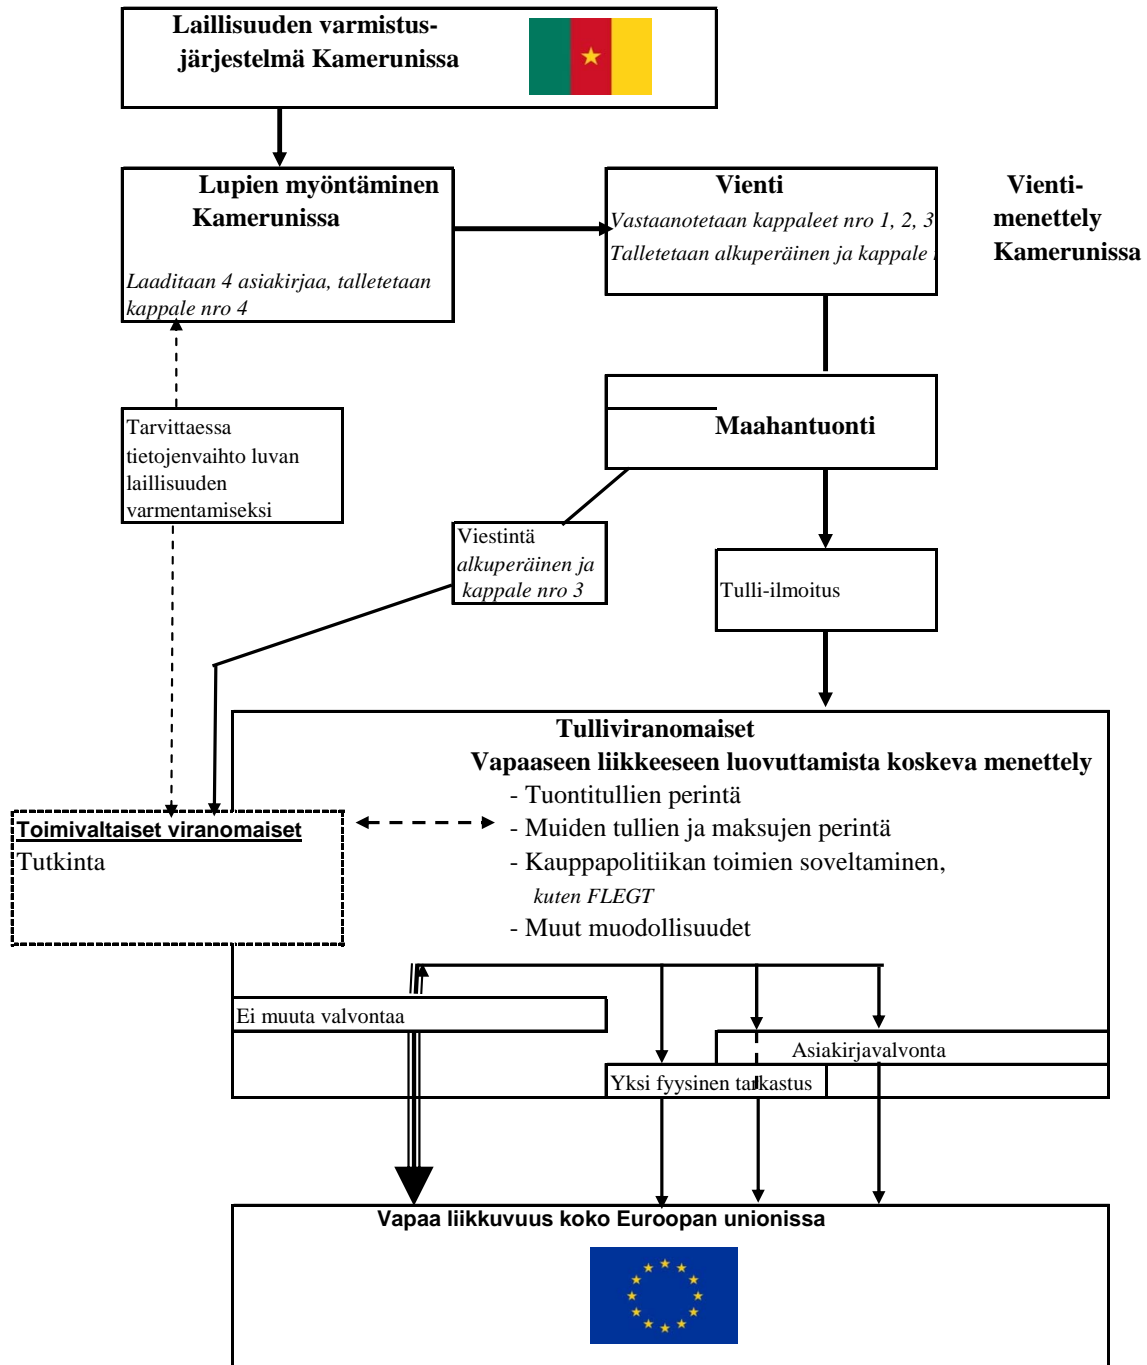 Laillisuuden varmistus-
järjestelmä Kamerunissa
Lupien myöntäminen
Kamerunissa
Laaditaan 4 asiakirjaa, talletetaan
kappale nro 4
Vienti
Vastaanotetaan kappaleet nro 1, 2, 3
Talletetaan alkuperäinen ja kappale
Vienti-
menettely
Kamerunissa
Tarvittaessa
tietojenvaihto luvan
laillisuuden
varmentamiseksi
Maahantuonti
Viestintä
alkuperäinen ja
kappale nro 3
Tulli-ilmoitus
Tulliviranomaiset
Vapaaseen liikkeeseen luovuttamista koskeva menettely
- Tuontitullien perintä
- Muiden tullien ja maksujen perintä
- Kauppapolitiikan toimien soveltaminen,
kuten FLEGT
- Muut muodollisuudet
Toimivaltaiset viranomaiset
Tutkinta
Ei muuta valvontaa
Asiakirjavalvonta
Yksi fyysinen tarkastus
Vapaa liikkuvuus koko Euroopan unionissa